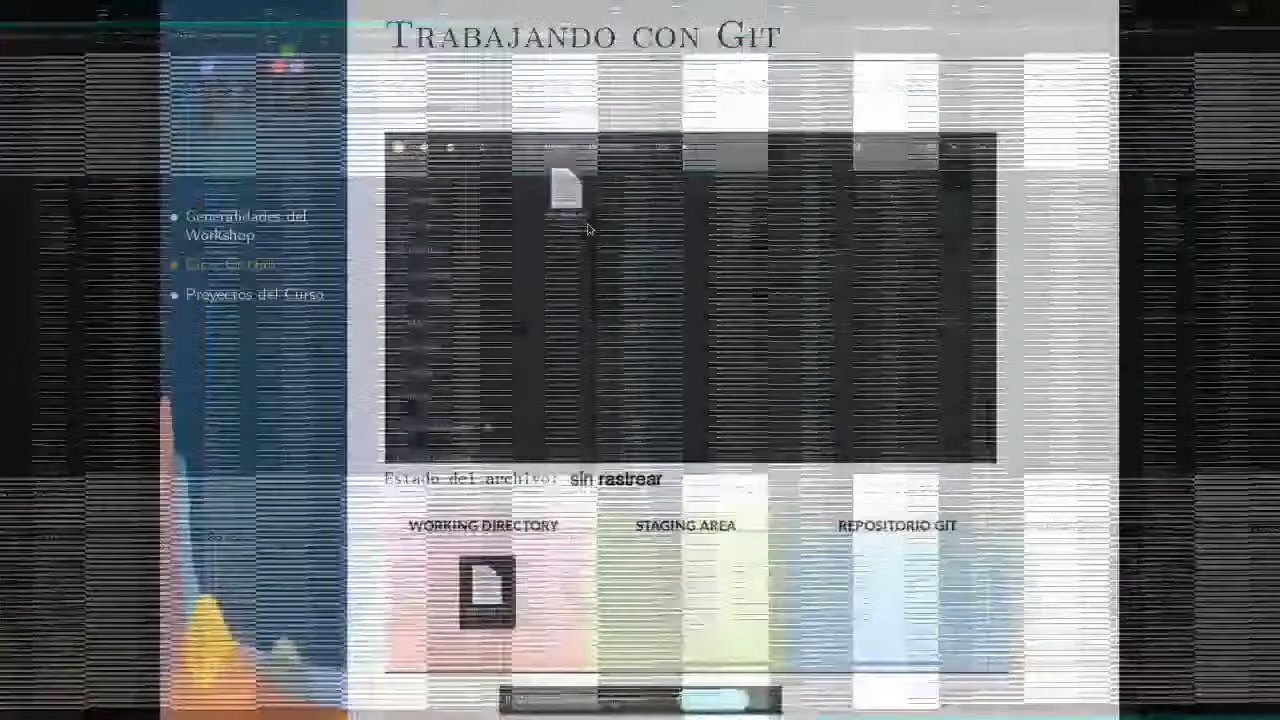 TRABAJANDO CON GIT
Generalidades del
Workshop
Proyectos del Curso
Estado del archivo: sin rastrear
WORKING DIRECTORY
STAGING AREA
REPOSITORIO GIT